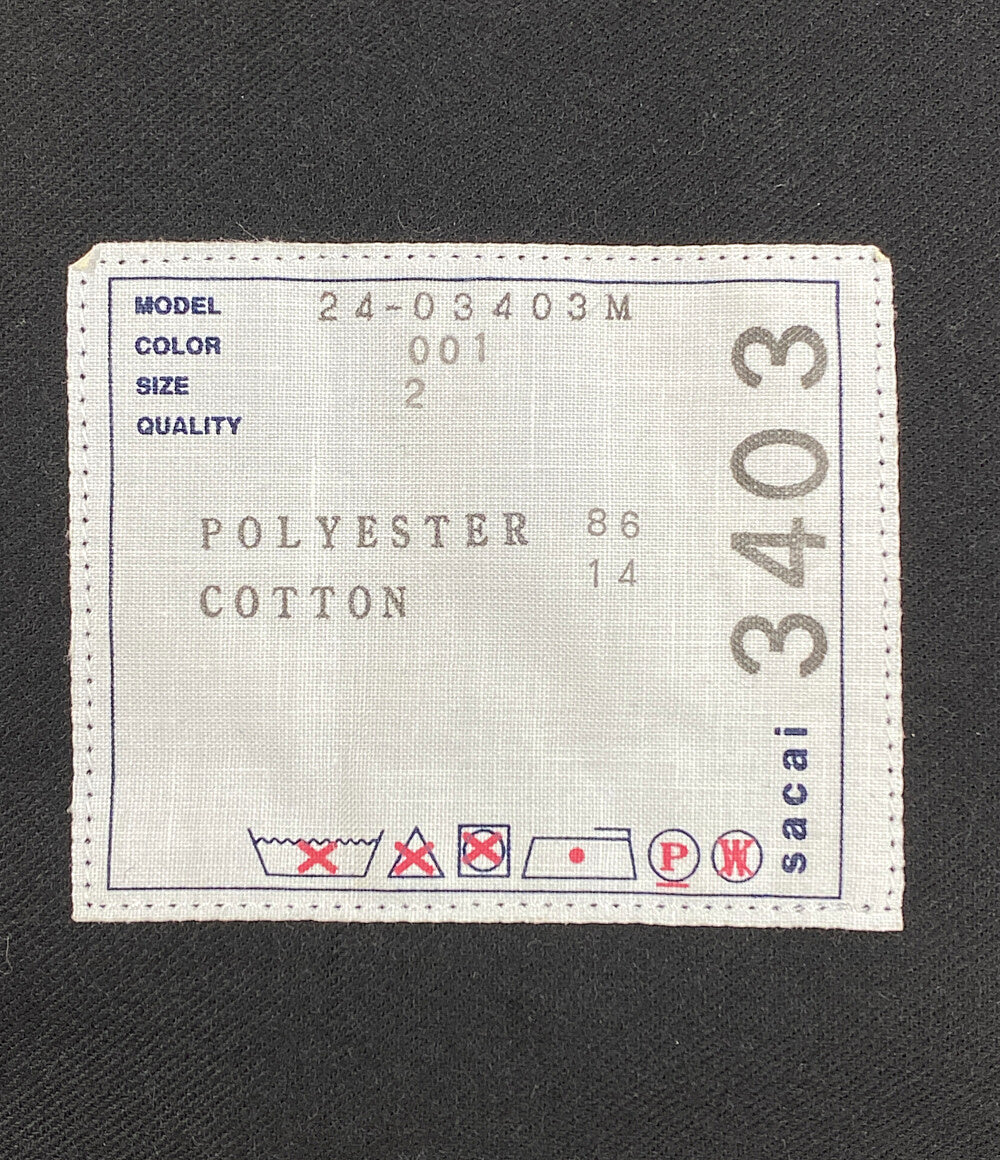 MODEL 24-03403M
COLOR 001
SIZE 2
QUALITY
POLYESTER 86
COTTON 14
P W
sacai 3403